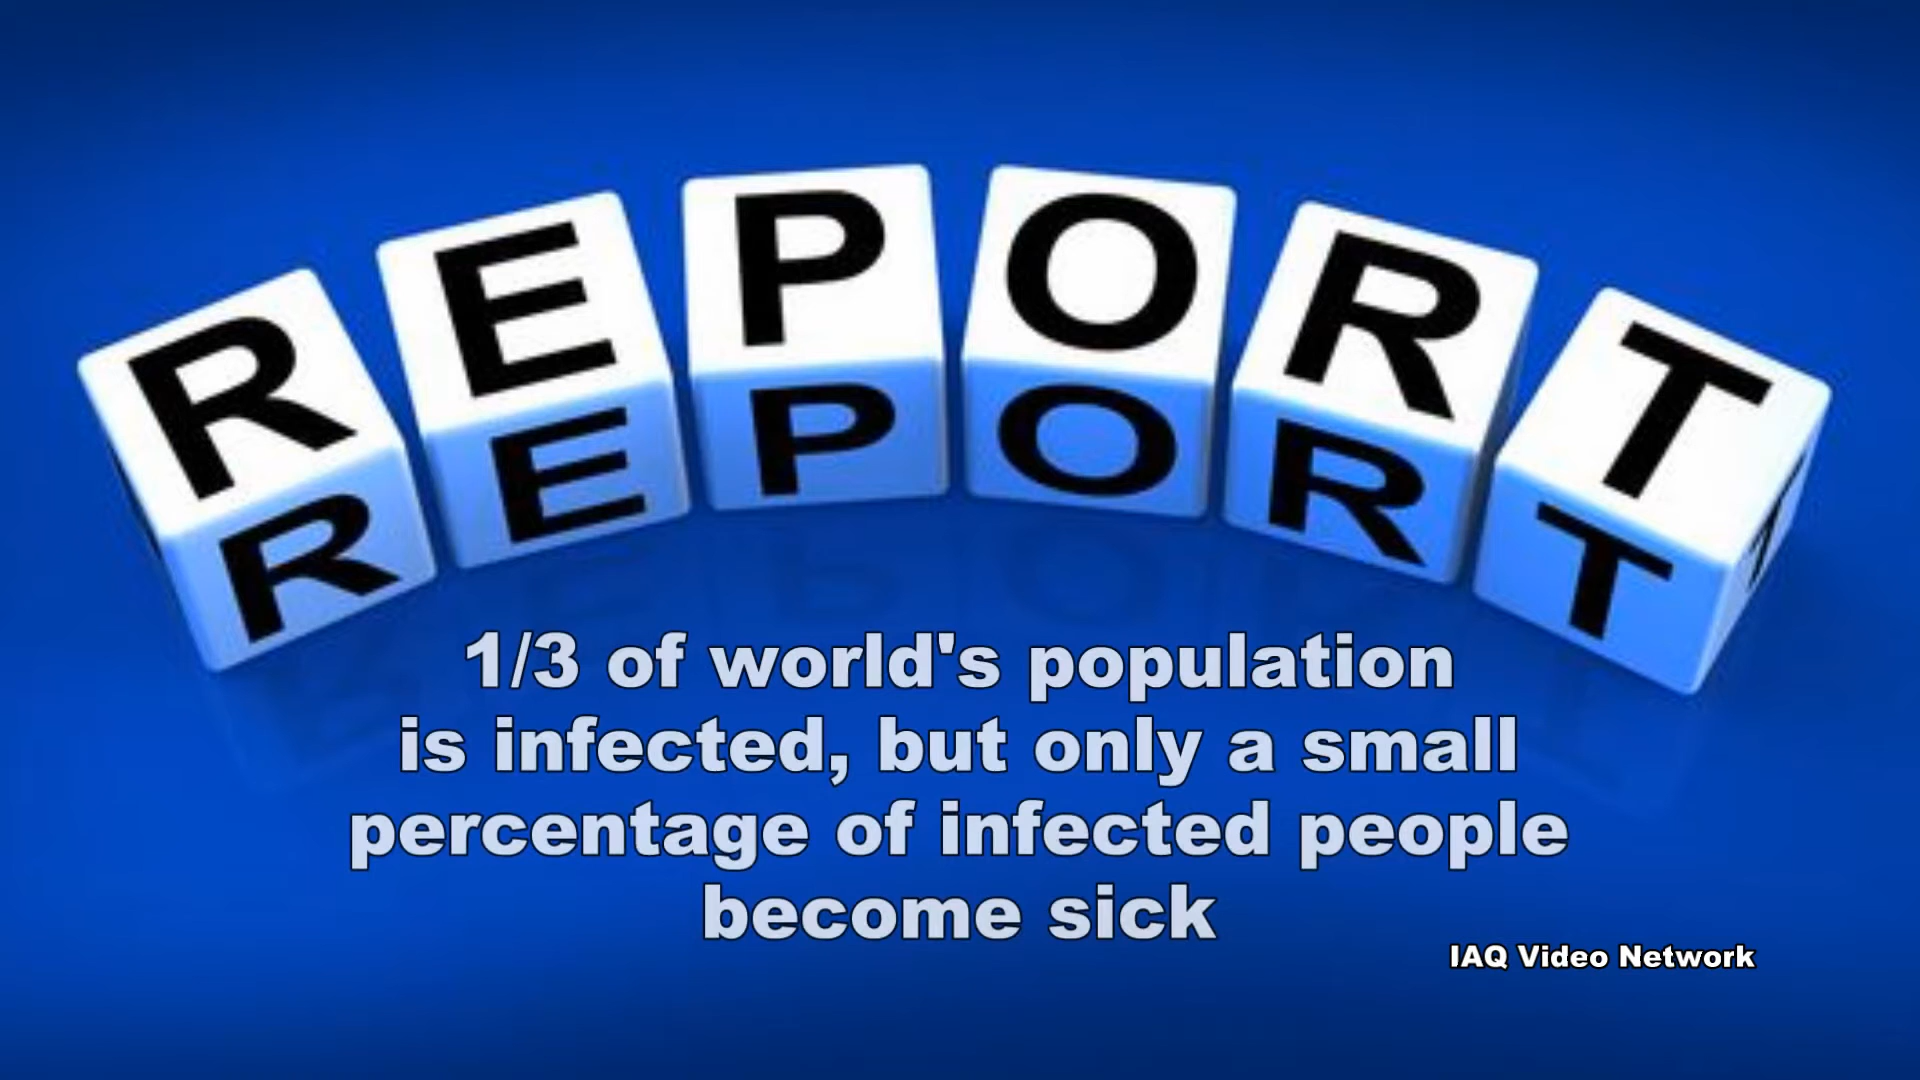 REPORT
REPORT
1/3 of world's population
is infected, but only a small
percentage of infected people
become sick
IAQ Video Network